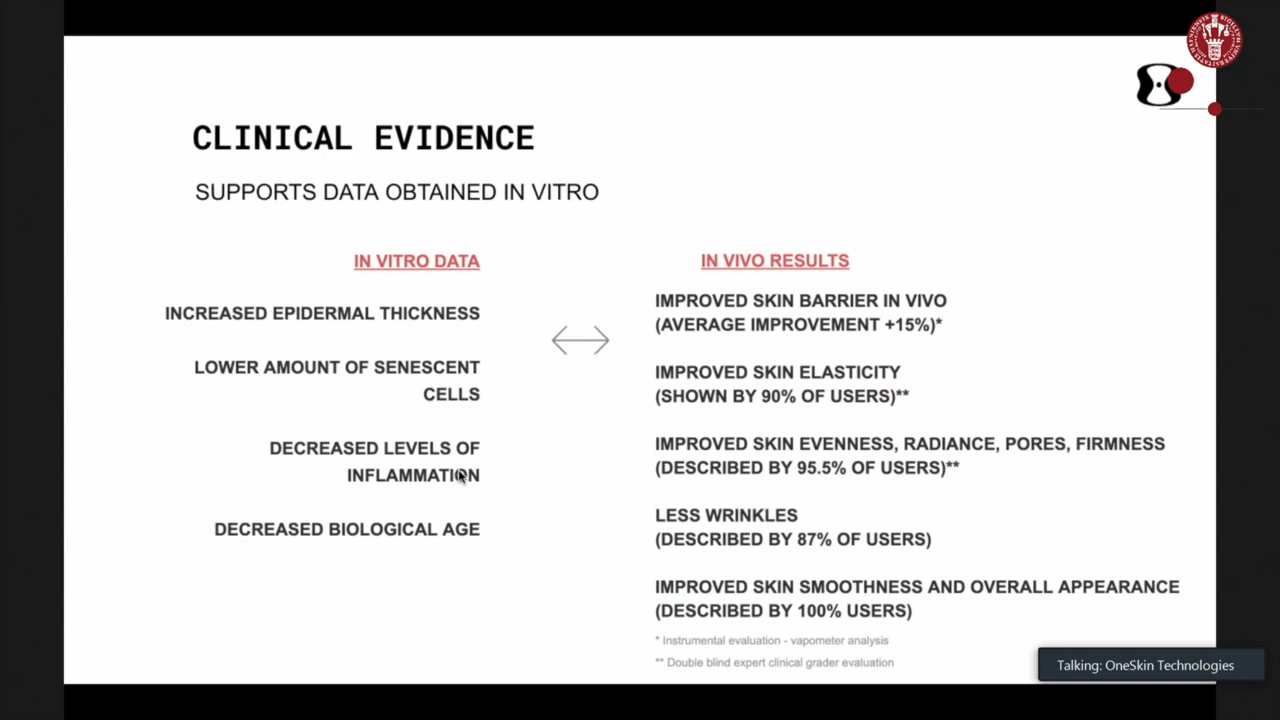 CLINICAL EVIDENCE
SUPPORTS DATA OBTAINED IN VITRO
IN VITRO DATA
INCREASED EPIDERMAL THICKNESS
LOWER AMOUNT OF SENESCENT
CELLS
DECREASED LEVELS OF
INFLAMMATION
DECREASED BIOLOGICAL AGE
IN VIVO RESULTS
IMPROVED SKIN BARRIER IN VIVO
(AVERAGE IMPROVEMENT +15%)*
IMPROVED SKIN ELASTICITY
(SHOWN BY 90% OF USERS)**
IMPROVED SKIN EVENNESS, RADIANCE, PORES, FIRMNESS
(DESCRIBED BY 95.5% OF USERS)**
LESS WRINKLES
(DESCRIBED BY 87% OF USERS)
IMPROVED SKIN SMOOTHNESS AND OVERALL APPEARANCE
(DESCRIBED BY 100% USERS)
* Instrumental evaluation - vapometer analysis
** Double blind expert clinical grader evaluation
Talking: OneSkin Technologies